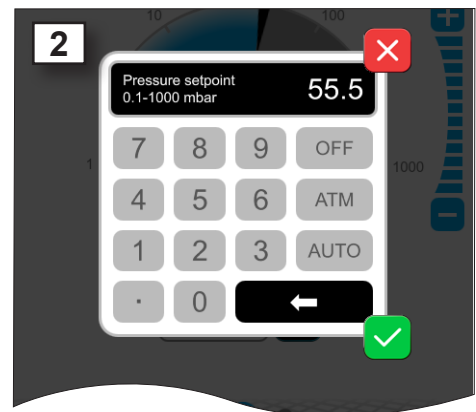 2
10
100
Pressure setpoint
0.1-1000 mbar
55.5
1
1000
7 8 9 OFF
4 5 6 ATM
1 2 3 AUTO
. 0